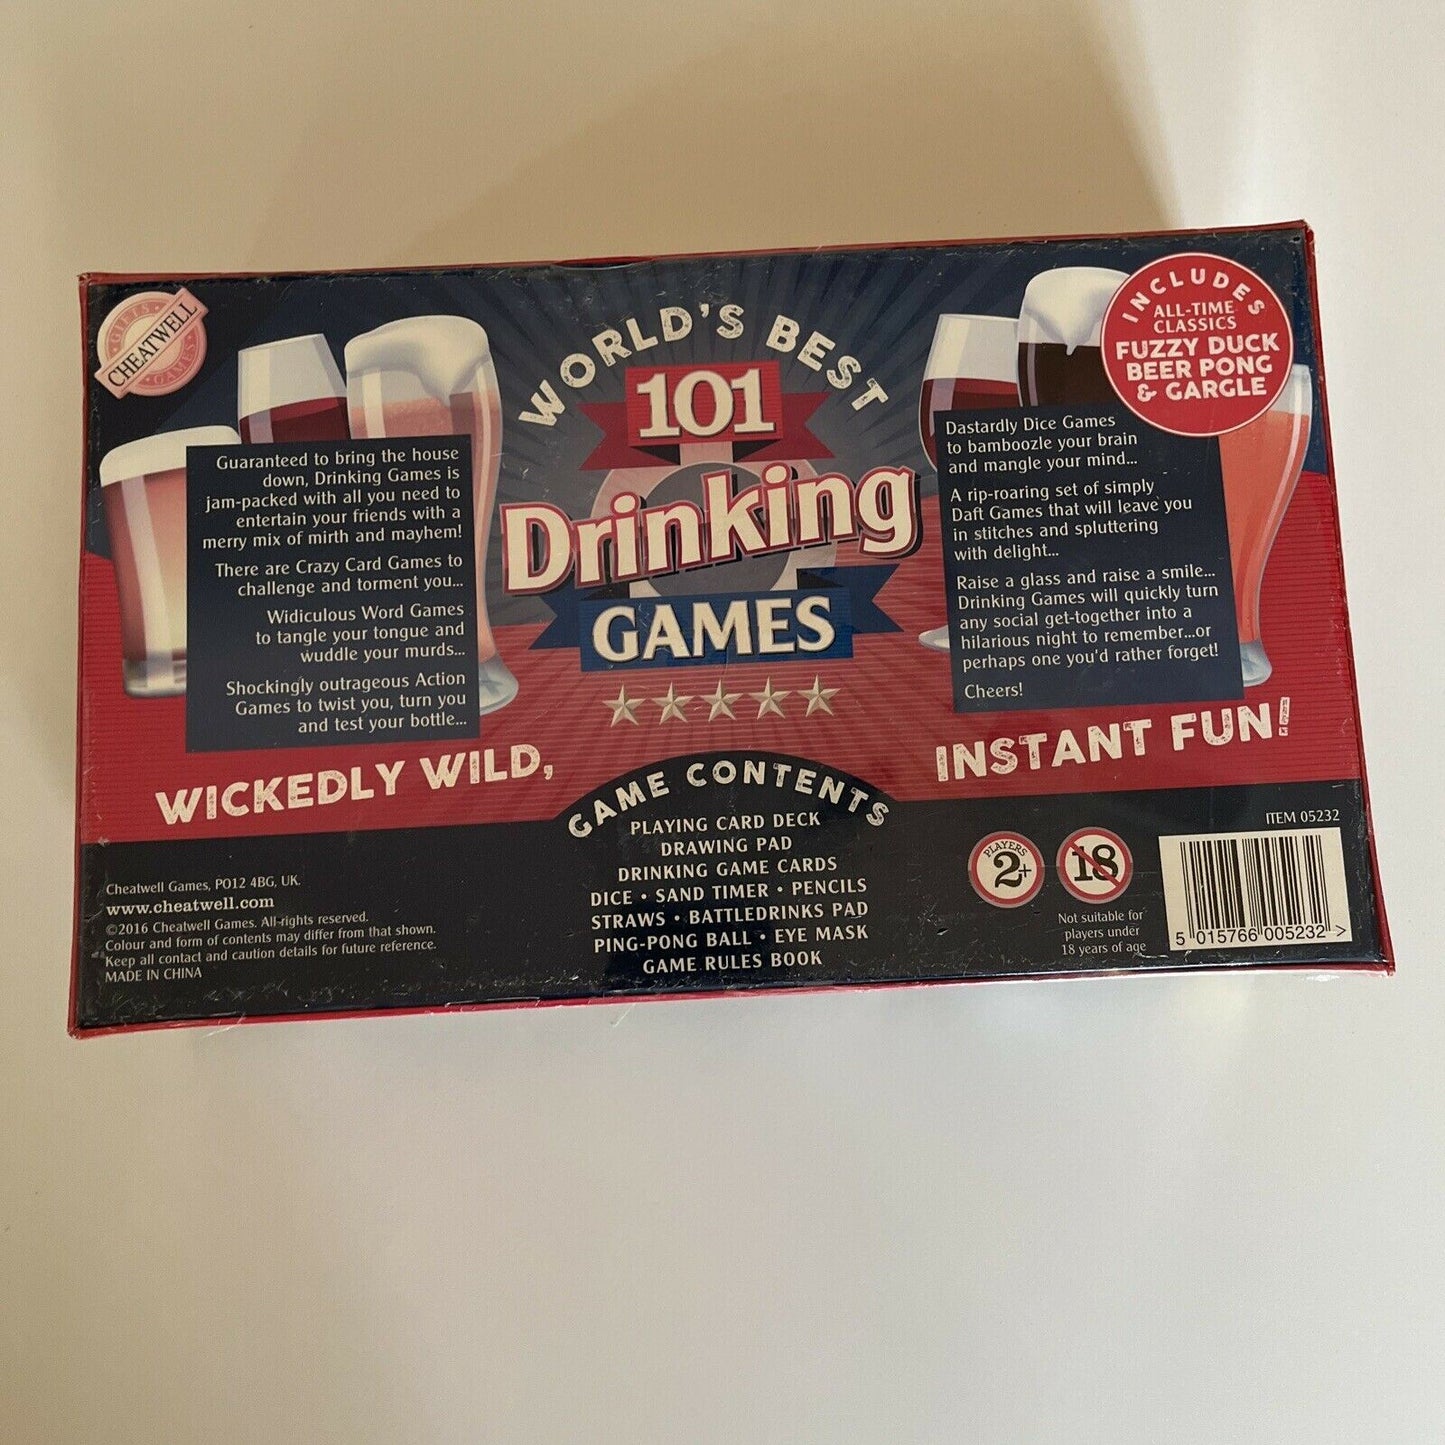 GIFTS
CHEATWELL
GAMES
WORLD'S BEST
101
Drinking
GAMES
INCLUDES
ALL-TIME
CLASSICS
FUZZY DUCK
BEER PONG
& GARGLE
Guaranteed to bring the house
down, Drinking Games is
jam-packed with all you need to
entertain your friends with a
merry mix of mirth and mayhem!
There are Crazy Card Games to
challenge and torment you...
Widiculous Word Games
to tangle your tongue and
wuddle your murds...
Shockingly outrageous Action
Games to twist you, turn you
and test your bottle...
Dastardly Dice Games
to bamboozle your brain
and mangle your mind...
A rip-roaring set of simply
Daft Games that will leave you
in stitches and spluttering
with delight...
Raise a glass and raise a smile...
Drinking Games will quickly turn
any social get-together into a
hilarious night to remember...or
perhaps one you'd rather forget!
Cheers!
WICKEDLY WILD,
INSTANT FUN!
GAME CONTENTS
PLAYING CARD DECK
DRAWING PAD
DRINKING GAME CARDS
DICE • SAND TIMER • PENCILS
STRAWS • BATTLEDRINKS PAD
PING-PONG BALL • EYE MASK
GAME RULES BOOK
Cheatwell Games, PO12 4BG, UK.
www.cheatwell.com
©2016 Cheatwell Games. All rights reserved.
Colour and form of contents may differ from that shown.
Keep all contact and caution details for future reference.
MADE IN CHINA
PLAYERS
2+
18
Not suitable for
players under
18 years of age
ITEM 05232
5 015766 005232 >